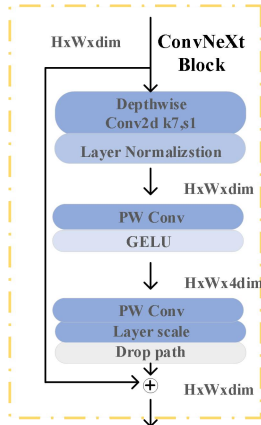 HxWxdim
ConvNeXt
Block
Depthwise
Conv2d k7,s1
Layer Normalizstion
HxWxdim
PW Conv
GELU
HxWx4dim
PW Conv
Layer scale
Drop path
HxWxdim